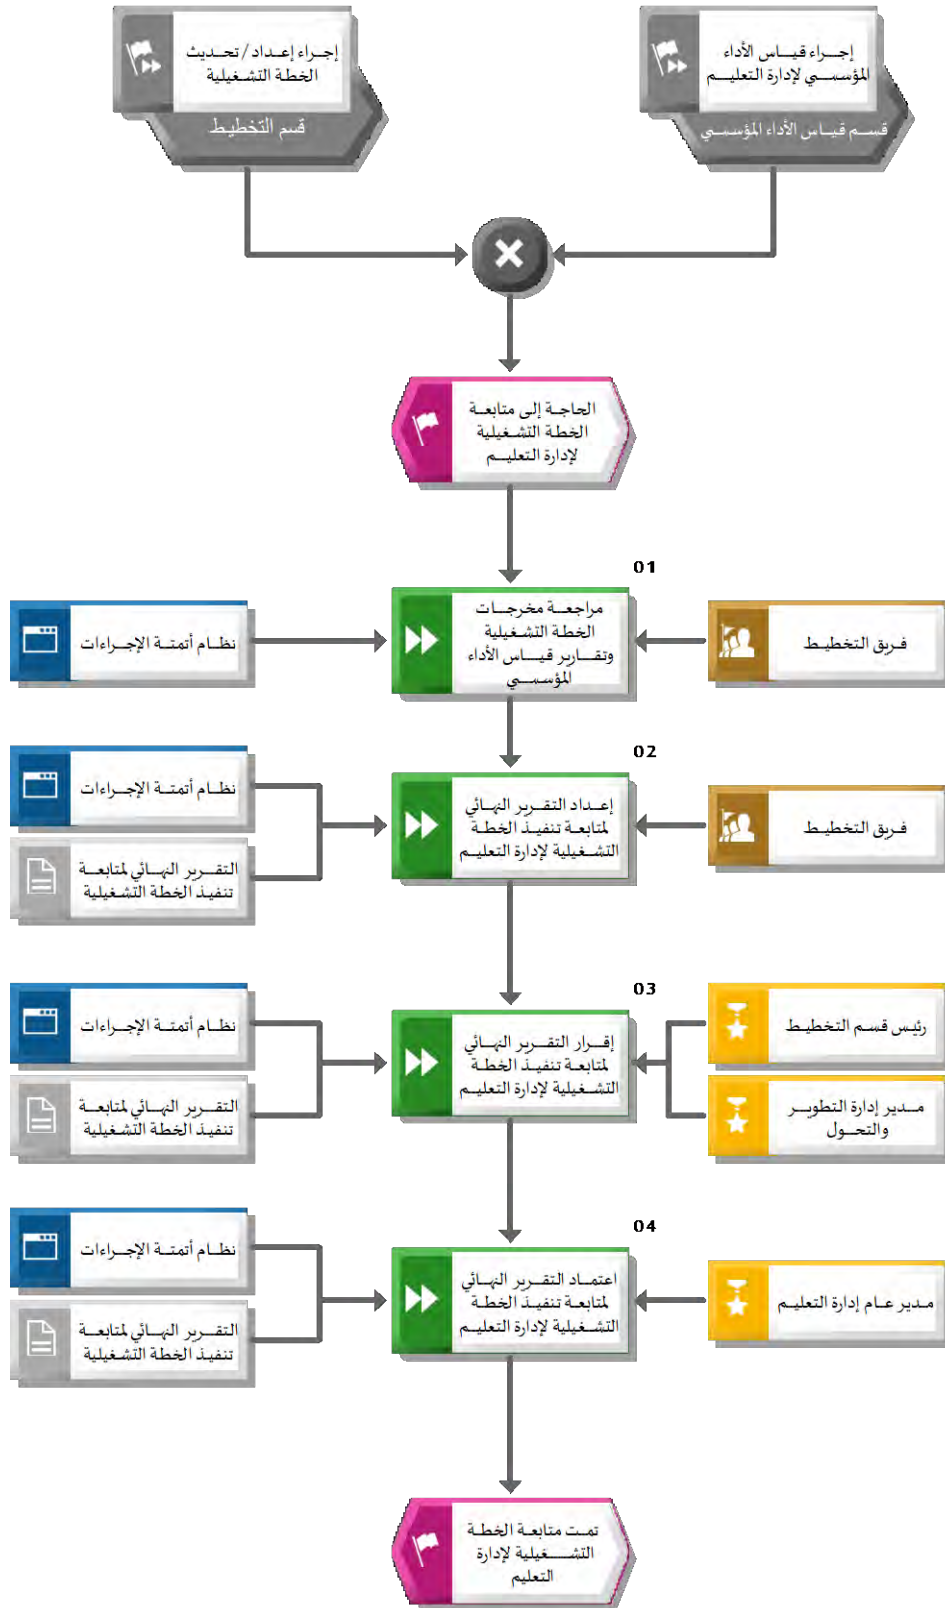 إجراء قياس الأداء
المؤسسي لإدارة التعليم
قسم قياس الأداء المؤسسي
إجراء إعداد / تحديث
الخطة التشغيلية
قسم التخطيط
الحاجة إلى متابعة
الخطة التشغيلية
لإدارة التعليم
01
فريق التخطيط
مراجعة مخرجات
الخطة التشغيلية
وتقارير قياس الأداء
المؤسسي
نظام أتمتة الإجراءات
02
فريق التخطيط
إعداد التقرير النهائي
لمتابعة تنفيذ الخطة
التشغيلية لإدارة التعليم
نظام أتمتة الإجراءات
التقرير النهائي لمتابعة
تنفيذ الخطة التشغيلية
03
رئيس قسم التخطيط
مدير إدارة التطوير
والتحول
إقرار التقرير النهائي
لمتابعة تنفيذ الخطة
التشغيلية لإدارة التعليم
نظام أتمتة الإجراءات
التقرير النهائي لمتابعة
تنفيذ الخطة التشغيلية
04
مدير عام إدارة التعليم
اعتماد التقرير النهائي
لمتابعة تنفيذ الخطة
التشغيلية لإدارة التعليم
نظام أتمتة الإجراءات
التقرير النهائي لمتابعة
تنفيذ الخطة التشغيلية
تمت متابعة الخطة
التشغيلية لإدارة
التعليم